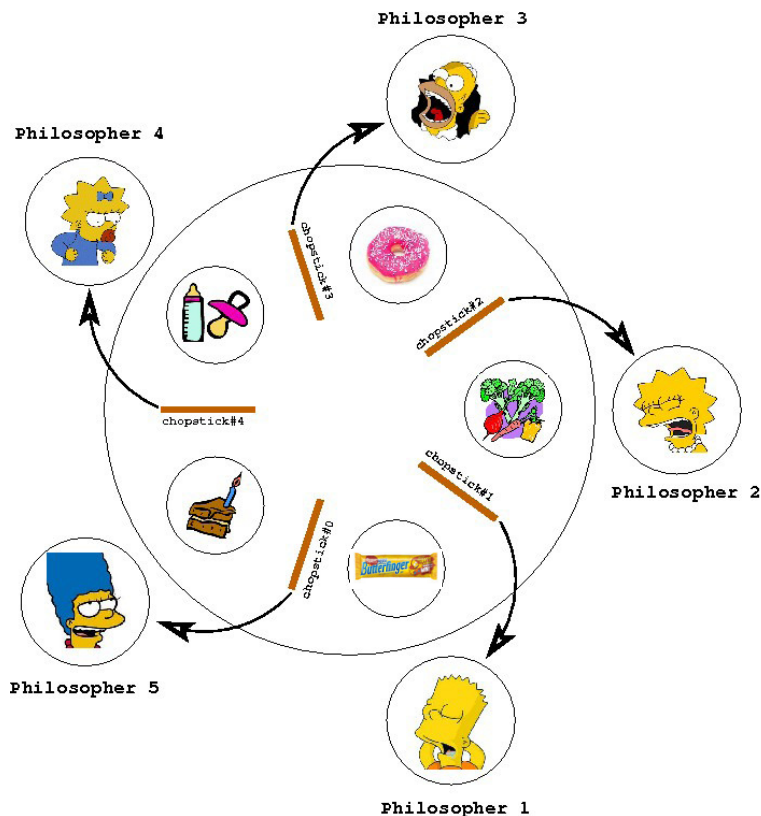 Philosopher 3
Philosopher 4
chopstick#3
chopstick#2
chopstick#4
chopstick#1
Philosopher 2
chopstick#0
Butterfinger
Philosopher 5
Philosopher 1